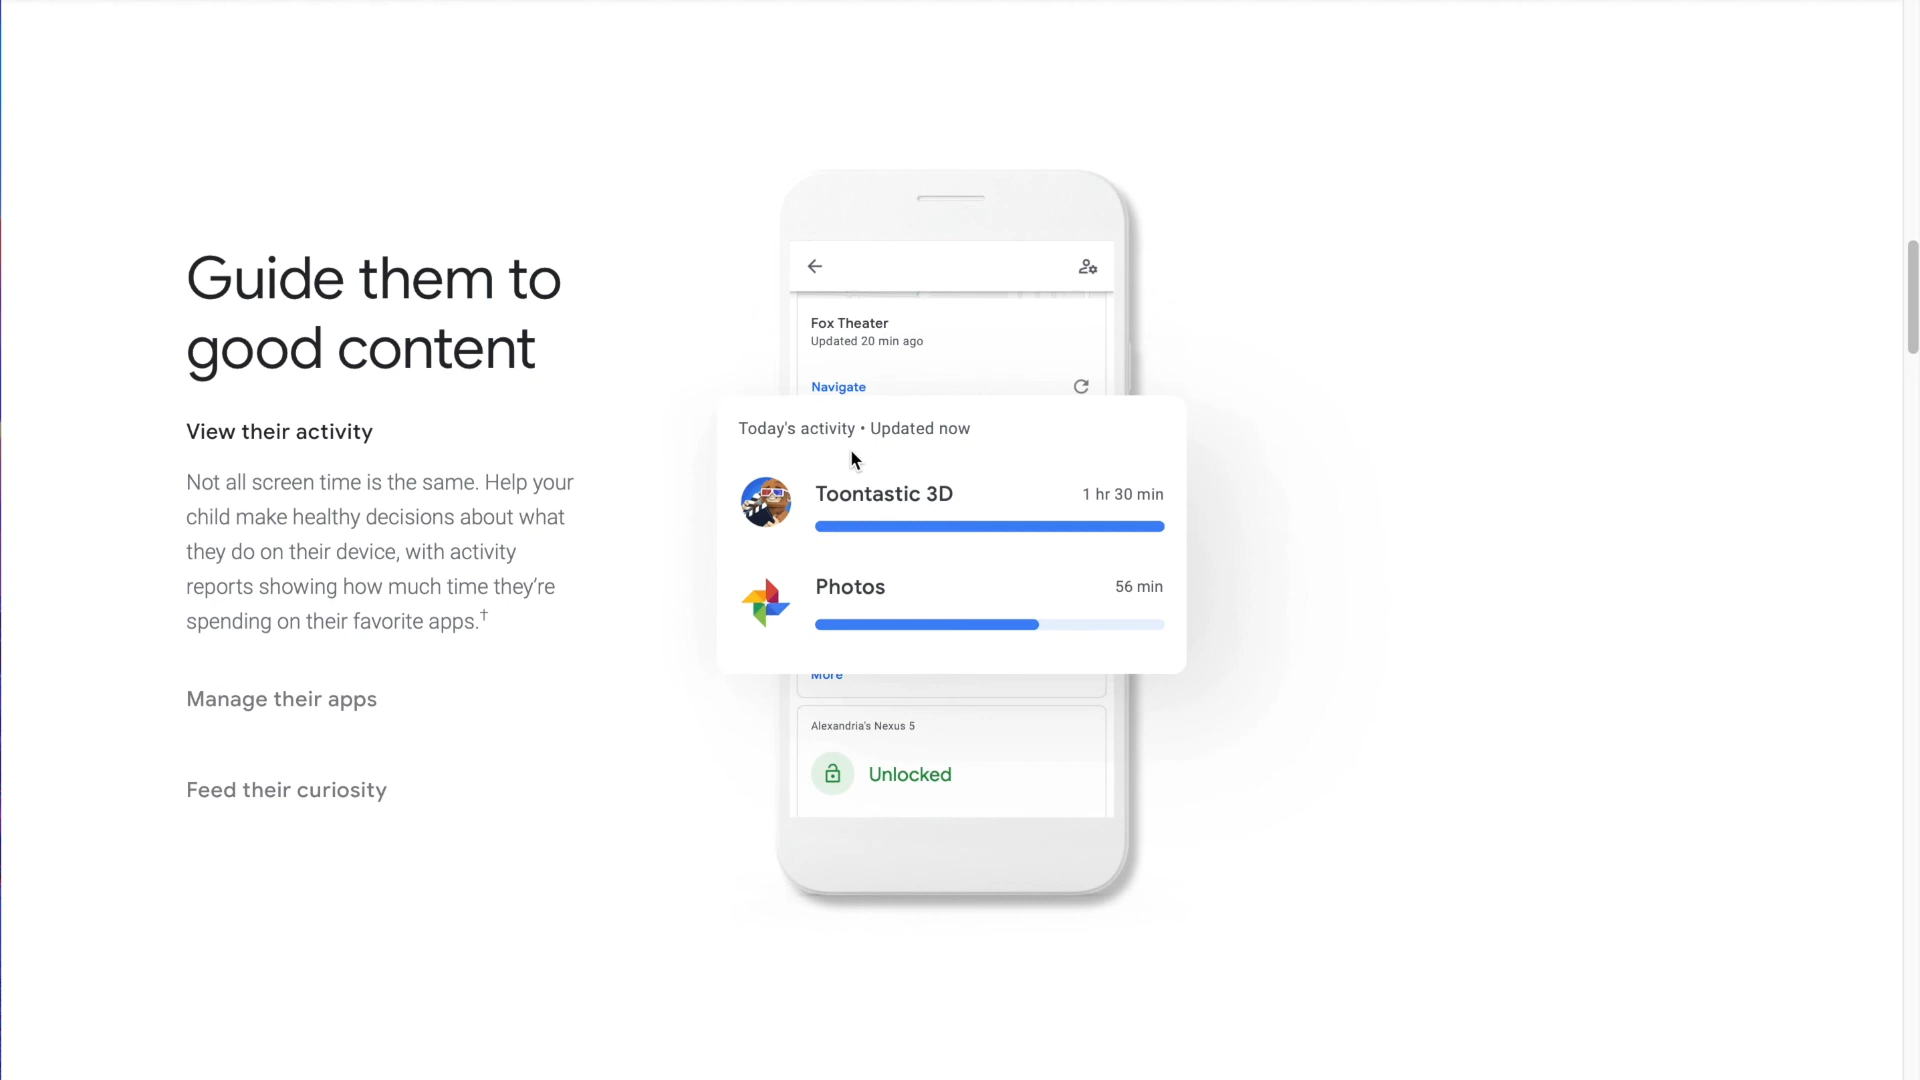 Guide them to
good content
View their activity
Not all screen time is the same. Help your
child make healthy decisions about what
they do on their device, with activity
reports showing how much time they’re
spending on their favorite apps.†
Manage their apps
Feed their curiosity
Fox Theater
Updated 20 min ago
Navigate
Today's activity • Updated now
Toontastic 3D
1 hr 30 min
Photos
56 min
More
Alexandria's Nexus 5
Unlocked